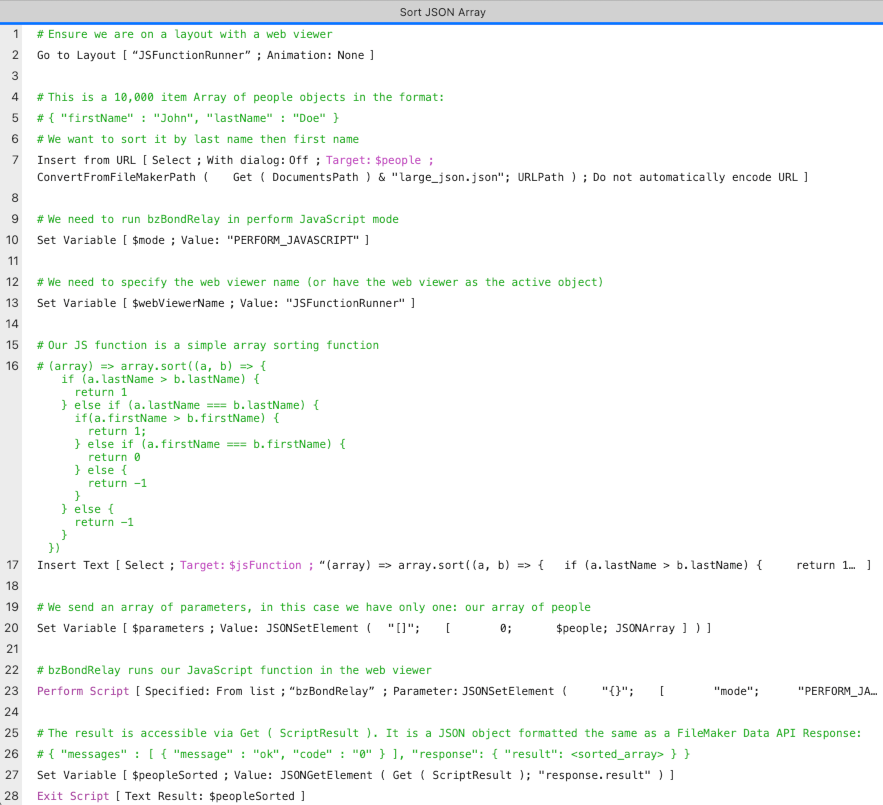 Sort JSON Array
1 # Ensure we are on a layout with a web viewer
2 Go to Layout [ “JSFunctionRunner” ; Animation: None ]
3
4 # This is a 10,000 item Array of people objects in the format:
5 # { "firstName" : "John", "lastName" : "Doe" }
6 # We want to sort it by last name then first name
7 Insert from URL [ Select ; With dialog: Off ; Target: $people ;
ConvertFromFileMakerPath ( Get ( DocumentsPath ) & "large_json.json"; URLPath ) ; Do not automatically encode URL ]
8
9 # We need to run bzBondRelay in perform JavaScript mode
10 Set Variable [ $mode ; Value: "PERFORM_JAVASCRIPT" ]
11
12 # We need to specify the web viewer name (or have the web viewer as the active object)
13 Set Variable [ $webViewerName ; Value: "JSFunctionRunner" ]
14
15 # Our JS function is a simple array sorting function
16 # (array) => array.sort((a, b) => {
if (a.lastName > b.lastName) {
return 1
} else if (a.lastName === b.lastName) {
if(a.firstName > b.firstName) {
return 1;
} else if (a.firstName === b.firstName) {
return 0
} else {
return -1
}
} else {
return -1
}
})
17 Insert Text [ Select ; Target: $jsFunction ; “(array) => array.sort((a, b) => { if (a.lastName > b.lastName) { return 1… ]
18
19 # We send an array of parameters, in this case we have only one: our array of people
20 Set Variable [ $parameters ; Value: JSONSetElement ( "[]"; [ 0; $people; JSONArray ] ) ]
21
22 # bzBondRelay runs our JavaScript function in the web viewer
23 Perform Script [ Specified: From list ; “bzBondRelay” ; Parameter: JSONSetElement ( "{}"; [ "mode"; "PERFORM_JA…
24
25 # The result is accessible via Get ( ScriptResult ). It is a JSON object formatted the same as a FileMaker Data API Response:
26 # { "messages" : [ { "message" : "ok", "code" : "0" } ], "response": { "result": <sorted_array> } }
27 Set Variable [ $peopleSorted ; Value: JSONGetElement ( Get ( ScriptResult ); "response.result" ) ]
28 Exit Script [ Text Result: $peopleSorted ]